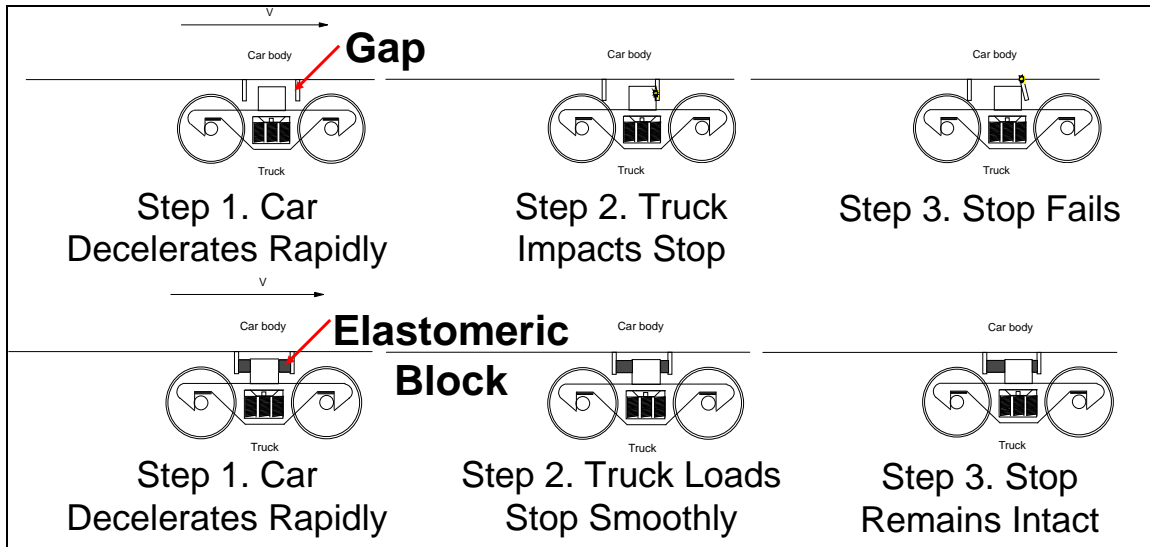 V
Car body
Gap
Truck
Step 1. Car
Decelerates Rapidly
Car body
Truck
Step 2. Truck
Impacts Stop
Car body
Truck
Step 3. Stop Fails
V
Car body
Elastomeric
Block
Truck
Step 1. Car
Decelerates Rapidly
Car body
Truck
Step 2. Truck Loads
Stop Smoothly
Car body
Truck
Step 3. Stop
Remains Intact